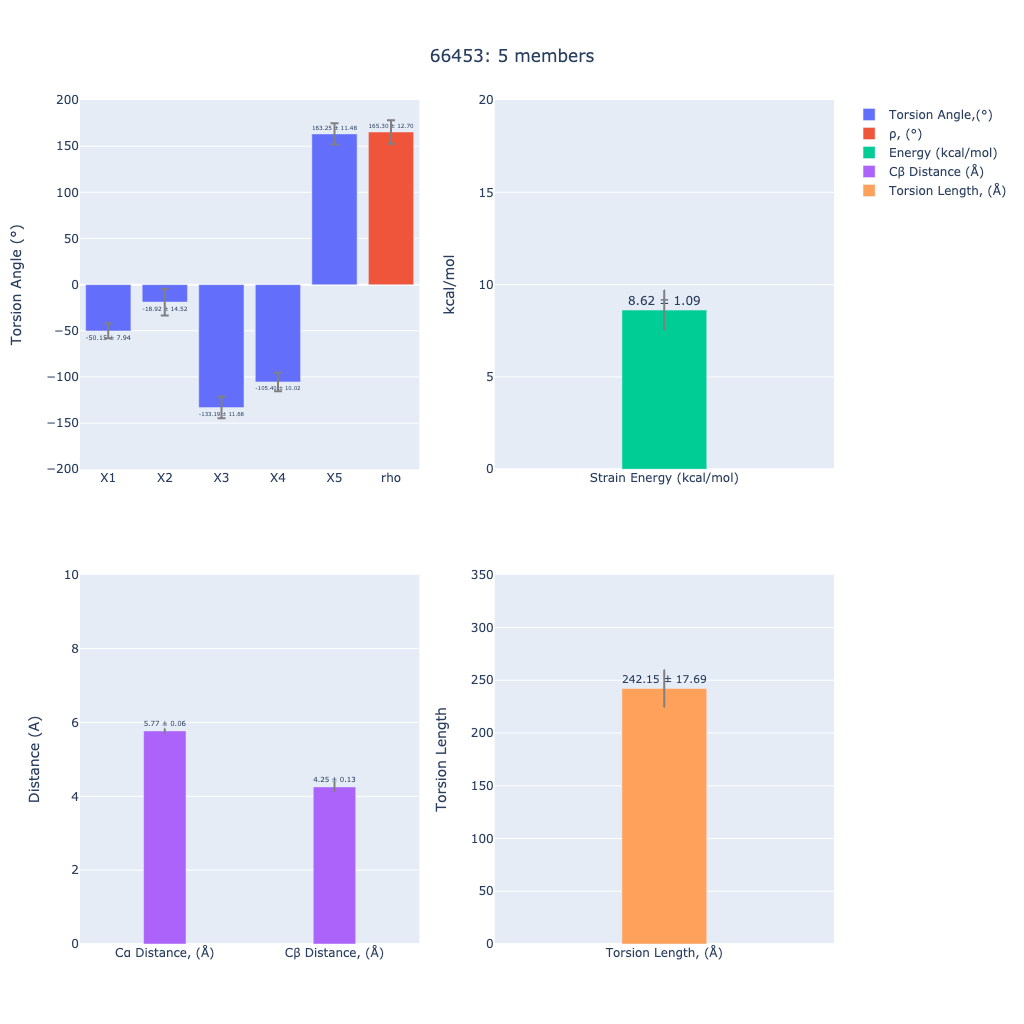 66453: 5 members
Torsion Angle (°)
200
150
100
50
0
−50
−100
−150
−200
-50.15 ± 7.94
-18.92 ± 14.52
-133.19 ± 11.68
-105.40 ± 10.02
163.25 ± 11.48
165.30 ± 12.70
X1 X2 X3 X4 X5 rho
kcal/mol
20
15
10
5
0
8.62 ± 1.09
Strain Energy (kcal/mol)
Torsion Angle,(°)
ρ, (°)
Energy (kcal/mol)
Cβ Distance (Å)
Torsion Length, (Å)
Distance (A)
10
8
6
4
2
0
5.77 ± 0.06
4.25 ± 0.13
Cα Distance, (Å) Cβ Distance, (Å)
Torsion Length
350
300
250
200
150
100
50
0
242.15 ± 17.69
Torsion Length, (Å)